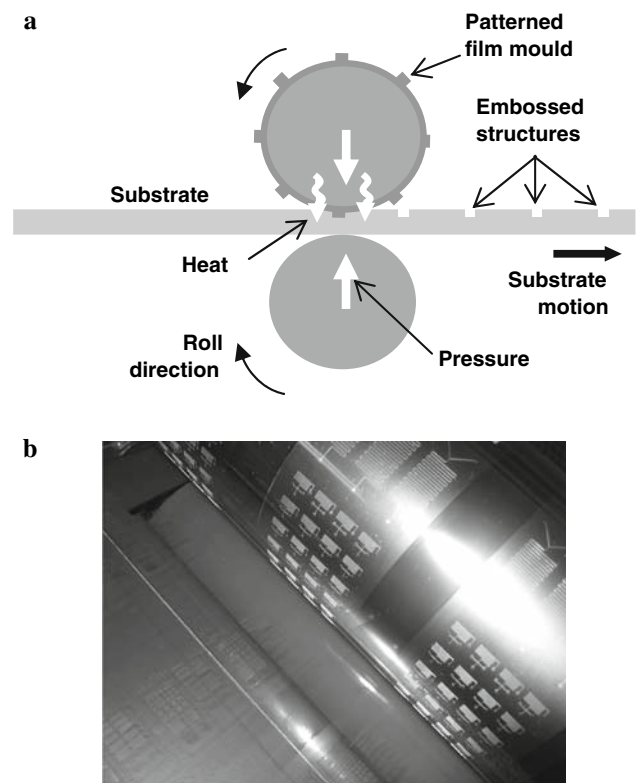 a
Patterned
film mould
Embossed
structures
Substrate
Heat
Substrate
motion
Roll
direction
Pressure
b